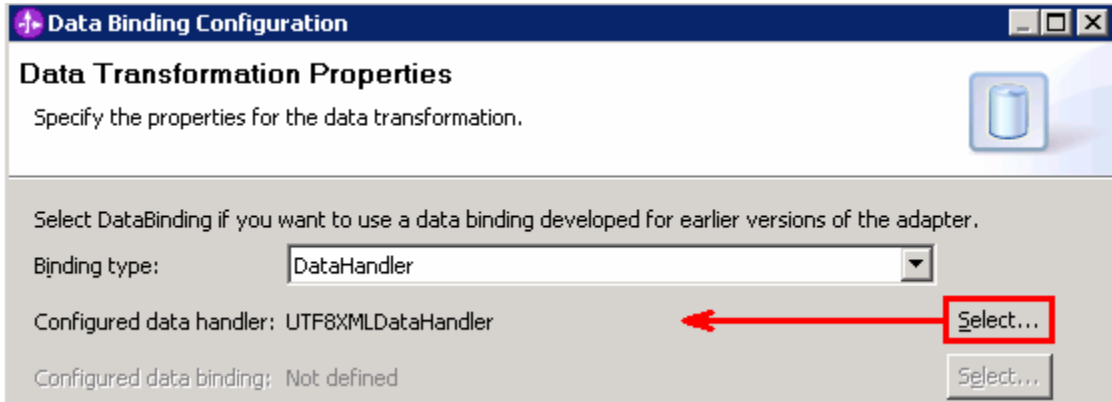 Data Binding Configuration
Data Transformation Properties
Specify the properties for the data transformation.
Select DataBinding if you want to use a data binding developed for earlier versions of the adapter.
Binding type: DataHandler
Configured data handler: UTF8XMLDataHandler Select...
Configured data binding: Not defined Select...